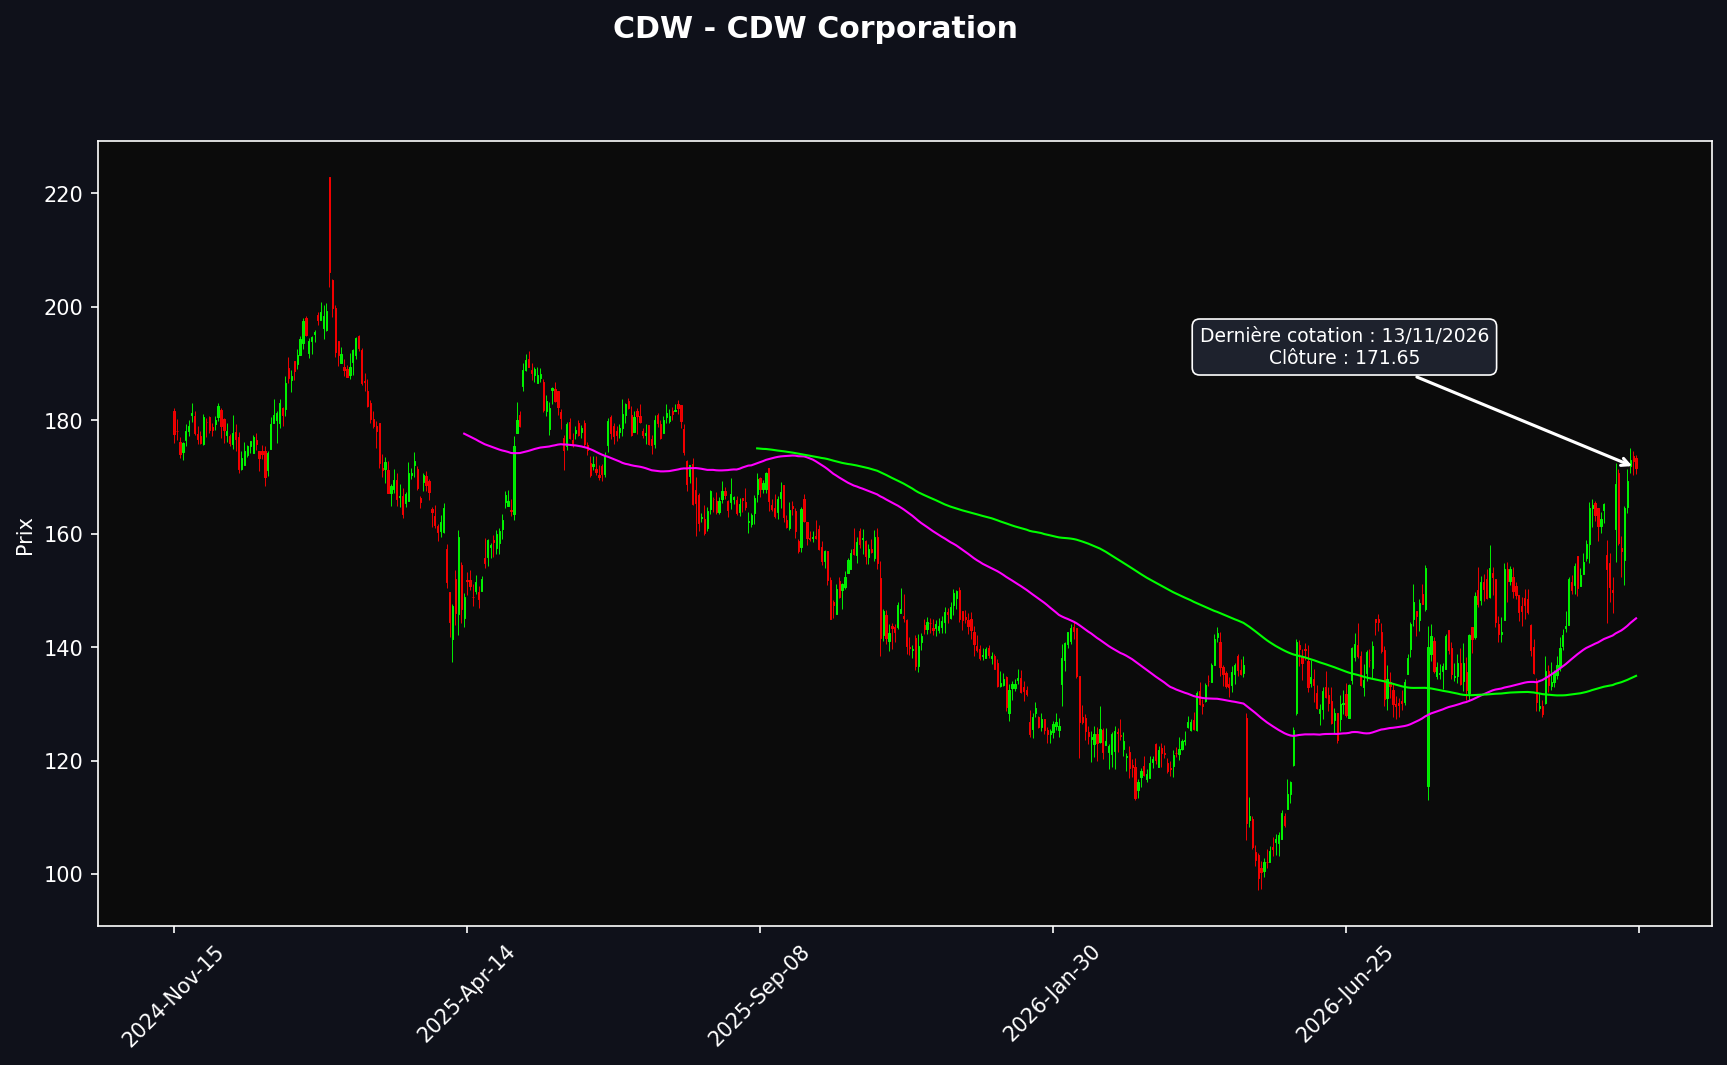 CDW - CDW Corporation
220
200
180
160
140
120
100
Prix
Dernière cotation : 13/11/2026
Clôture : 171.65
2024-Nov-15
2025-Apr-14
2025-Sep-08
2026-Jan-30
2026-Jun-25